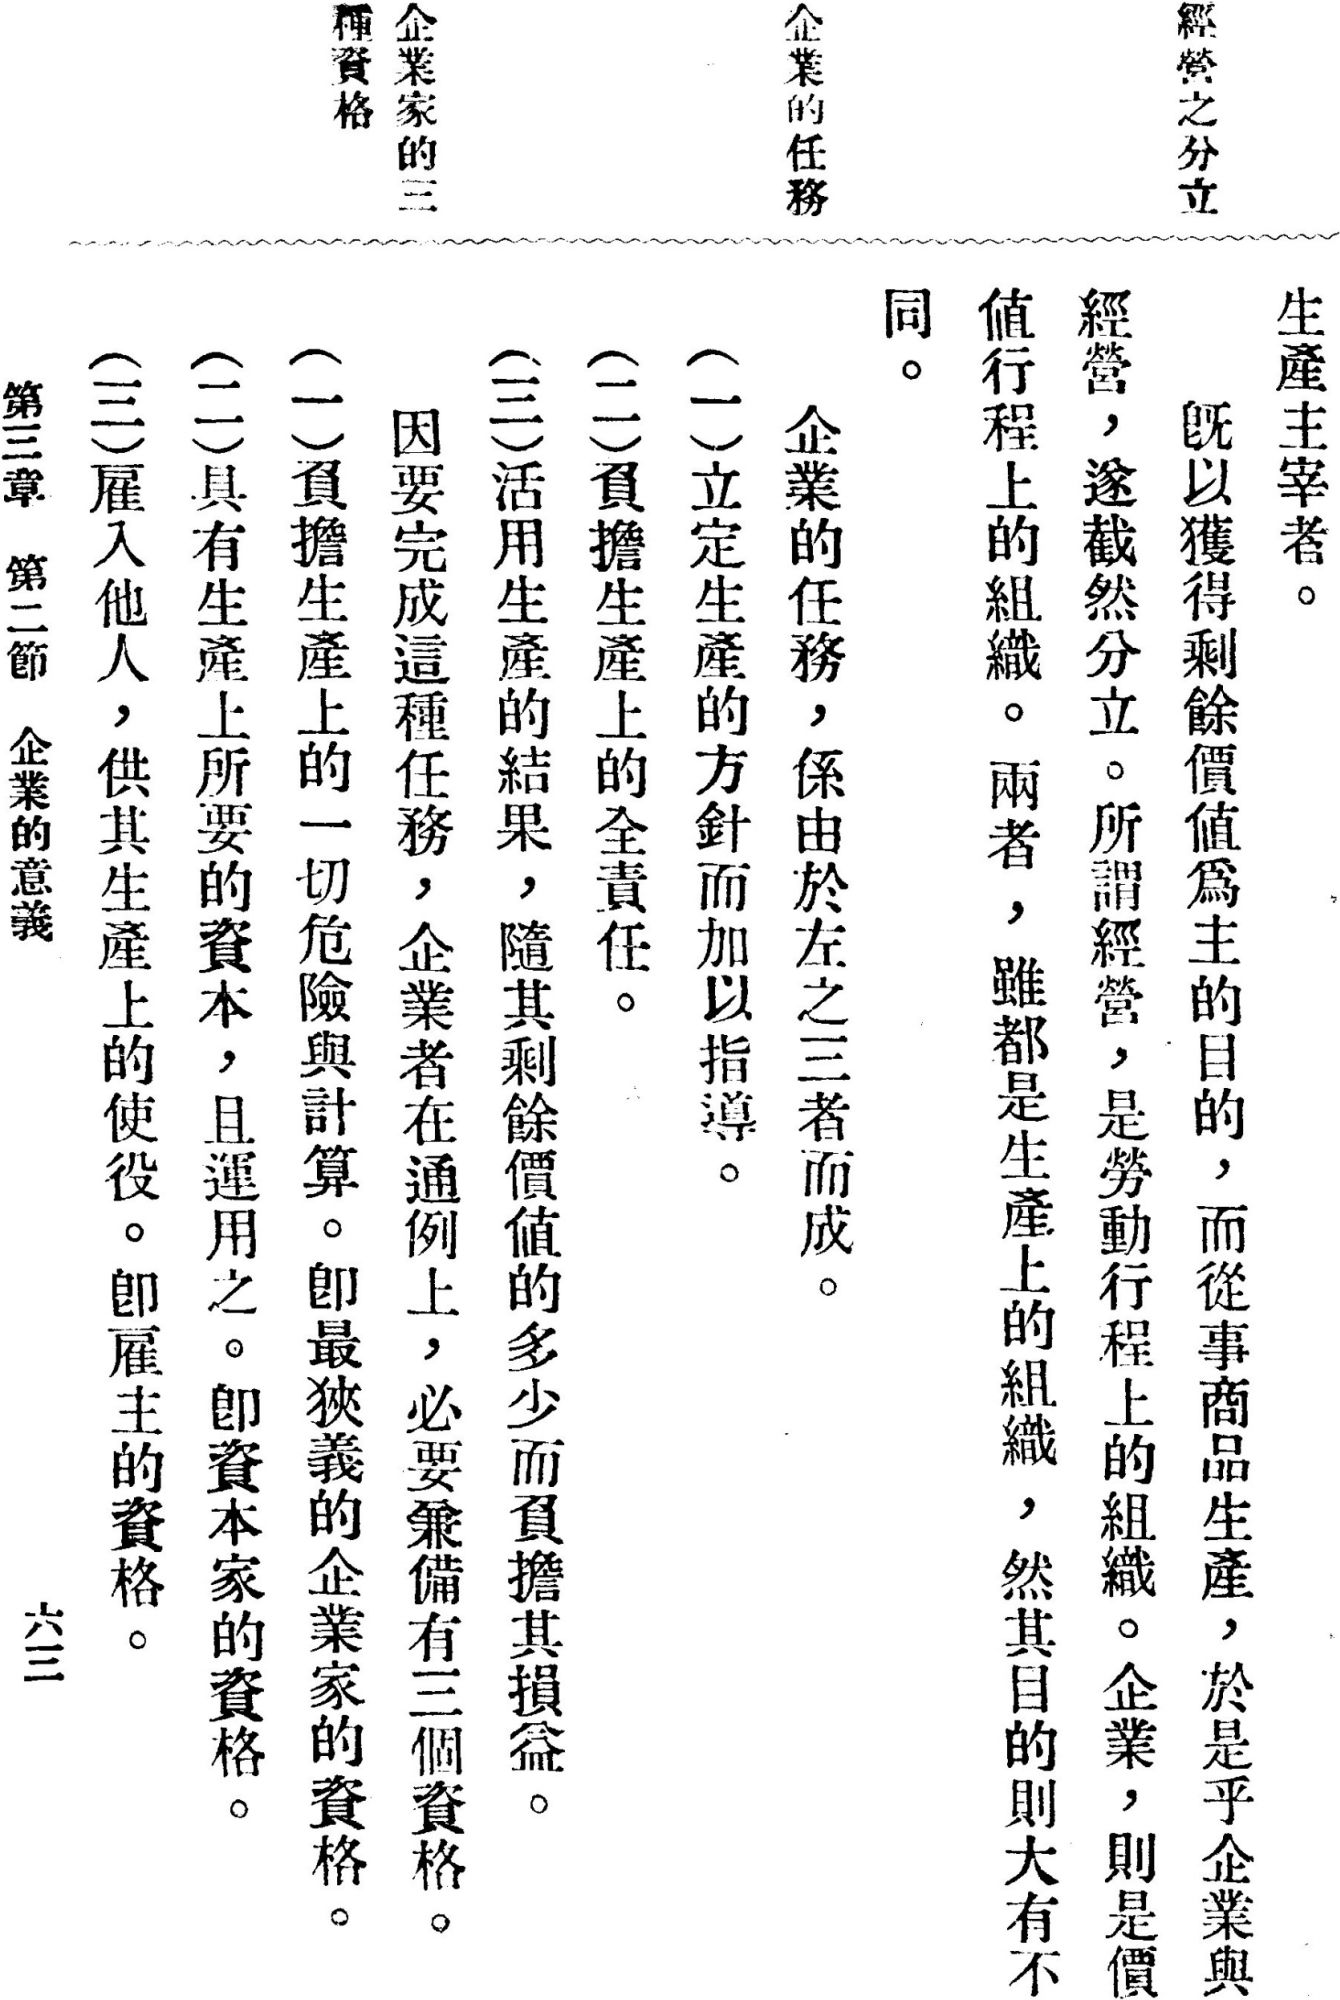 經營之分立
企業的任務
企業家的三
種資格
生產主宰者。
既以獲得剩餘價值爲主的目的，而從事商品生產，於是乎企業與
經營，遂截然分立。所謂經營，是勞動行程上的組織。企業，則是價
值行程上的組織。兩者，雖都是生產上的組織，然其目的則大有不
同。
企業的任務，係由於左之三者而成。
（一）立定生產的方針而加以指導。
（二）負擔生產上的全責任。
（三）活用生產的結果，隨其剩餘價值的多少而負擔其損益。
因要完成這種任務，企業者在通例上，必要兼備有三個資格。
（一）負擔生產上的一切危險與計算。卽最狹義的企業家的資格。
（二）具有生產上所要的資本，且運用之。卽資本家的資格。
（三）雇入他人，供其生產上的使役。卽雇主的資格。
第三章　第二節　企業的意義
六三